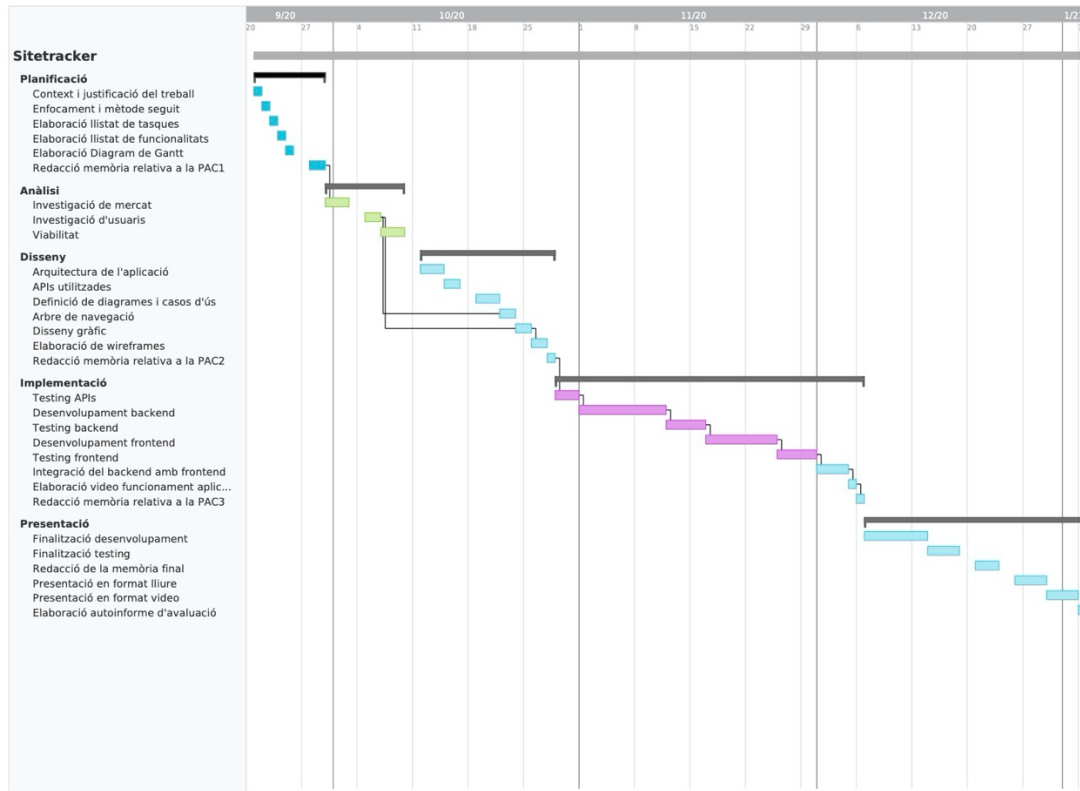 9/20 10/20 11/20 12/20 1/2
20 27 4 11 18 25 1 8 15 22 29 6 13 20 27
Sitetracker
Planificació
Context i justificació del treball
Enfocament i mètode seguit
Elaboració llistat de tasques
Elaboració llistat de funcionalitats
Elaboració Diagram de Gantt
Redacció memòria relativa a la PAC1
Anàlisi
Investigació de mercat
Investigació d'usuaris
Viabilitat
Disseny
Arquitectura de l'aplicació
APIs utilitzades
Definició de diagrames i casos d'ús
Arbre de navegació
Disseny gràfic
Elaboració de wireframes
Redacció memòria relativa a la PAC2
Implementació
Testing APIs
Desenvolupament backend
Testing backend
Desenvolupament frontend
Testing frontend
Integració del backend amb frontend
Elaboració video funcionament aplic...
Redacció memòria relativa a la PAC3
Presentació
Finalització desenvolupament
Finalització testing
Redacció de la memòria final
Presentació en format lliure
Presentació en format video
Elaboració autoinforme d'avaluació